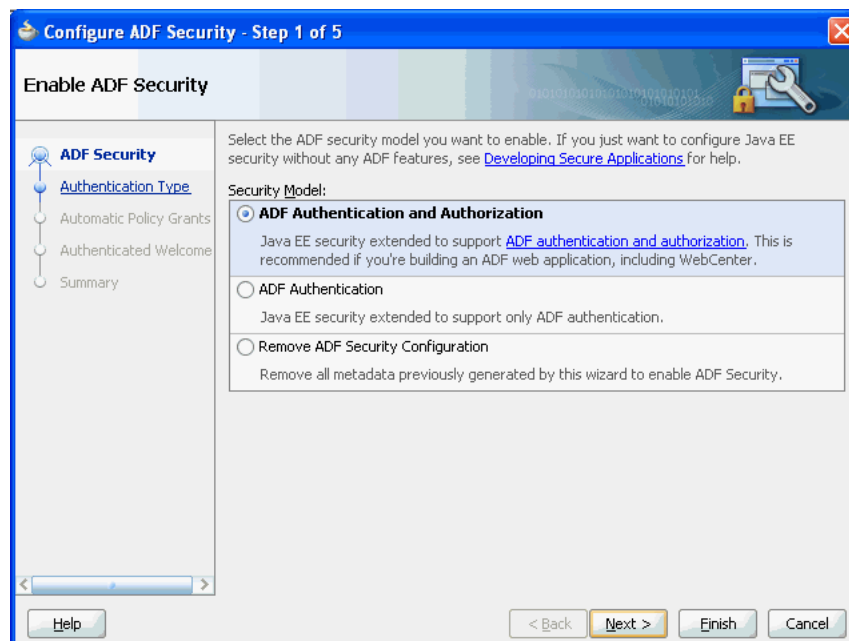 Configure ADF Security - Step 1 of 5
Enable ADF Security
ADF Security
Authentication Type
Automatic Policy Grants
Authenticated Welcome
Summary
Select the ADF security model you want to enable. If you just want to configure Java EE
security without any ADF features, see Developing Secure Applications for help.
Security Model:
ADF Authentication and Authorization
Java EE security extended to support ADF authentication and authorization. This is
recommended if you're building an ADF web application, including WebCenter.
ADF Authentication
Java EE security extended to support only ADF authentication.
Remove ADF Security Configuration
Remove all metadata previously generated by this wizard to enable ADF Security.
Help
< Back
Next >
Finish
Cancel